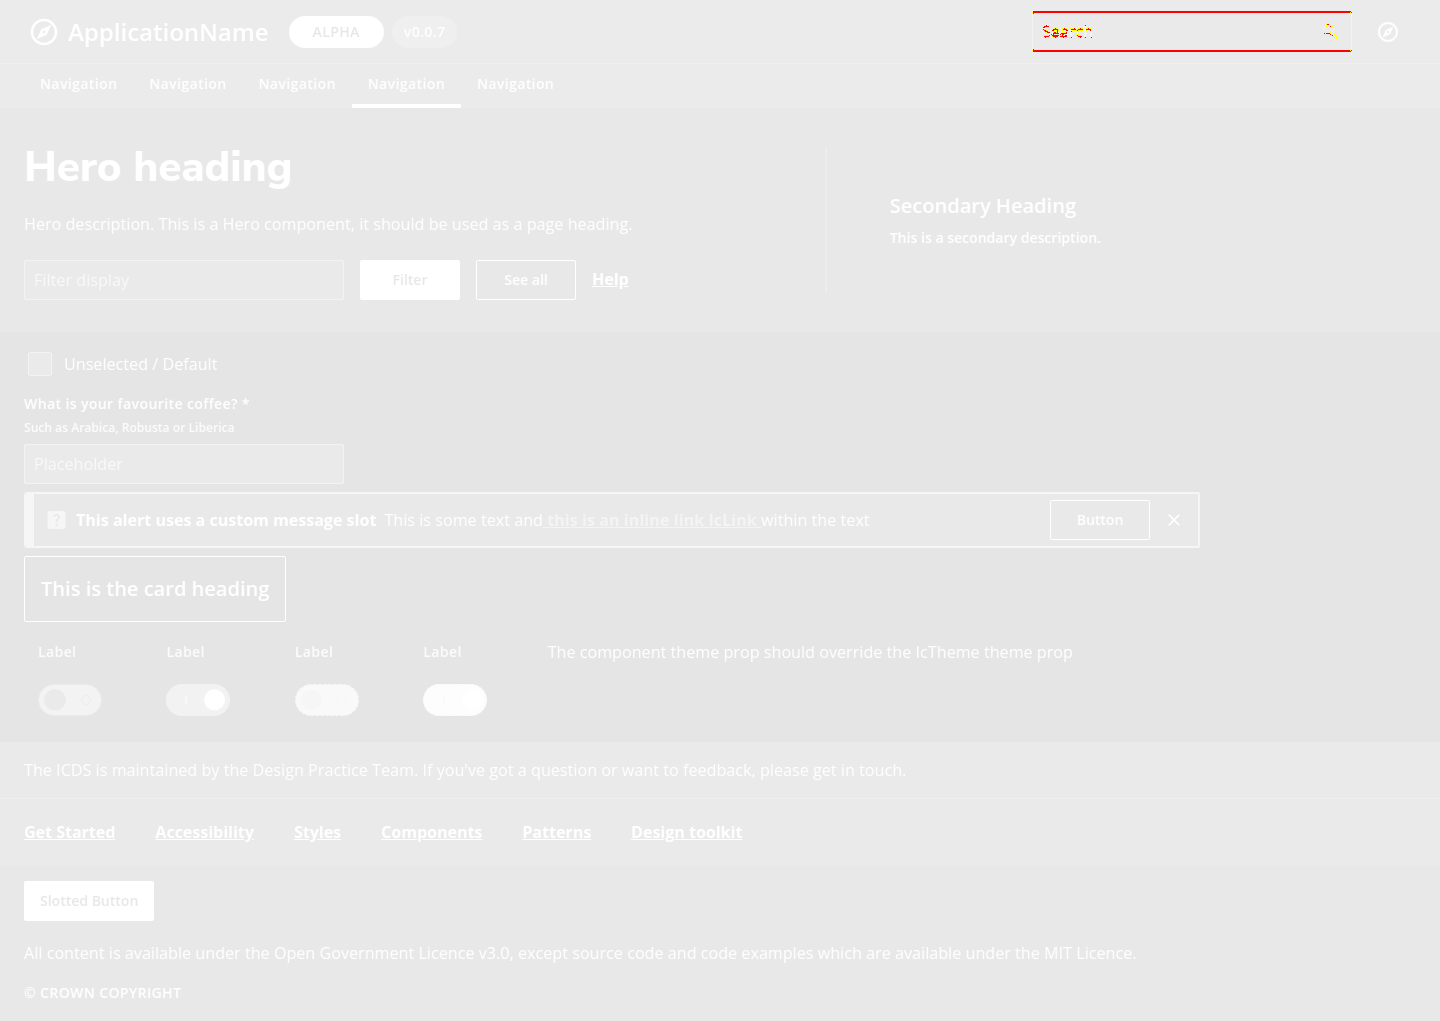 ApplicationName ALPHA v0.0.7 Search
Navigation Navigation Navigation Navigation Navigation
Hero heading
Secondary Heading
Hero description. This is a Hero component, it should be used as a page heading.
This is a secondary description.
Filter display Filter See all Help
Unselected / Default
What is your favourite coffee? *
Such as Arabica, Robusta or Liberica
Placeholder
This alert uses a custom message slot This is some text and this is an inline link IcLink within the text Button
This is the card heading
Label Label Label Label The component theme prop should override the IcTheme theme prop
The ICDS is maintained by the Design Practice Team. If you've got a question or want to feedback, please get in touch.
Get Started Accessibility Styles Components Patterns Design toolkit
Slotted Button
All content is available under the Open Government Licence v3.0, except source code and code examples which are available under the MIT Licence.
© CROWN COPYRIGHT